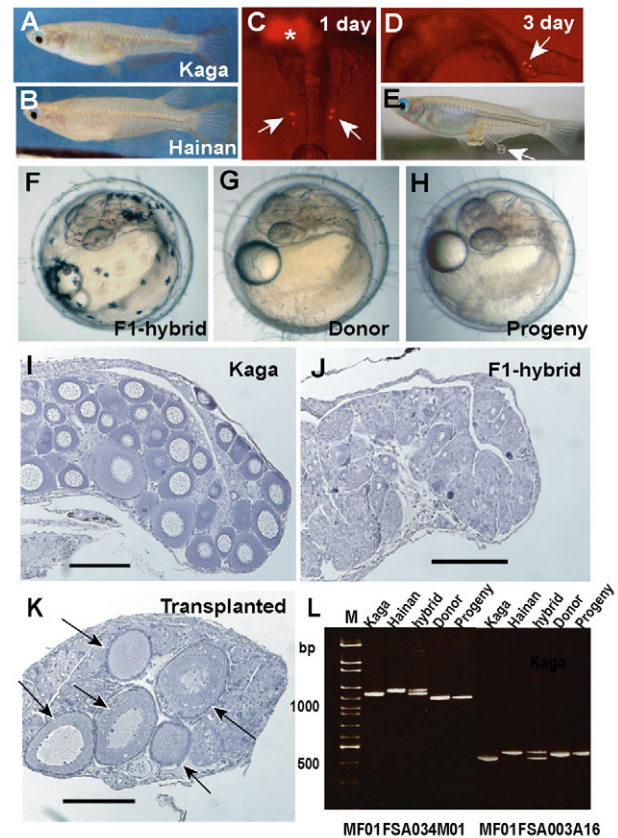 A
Kaga
B
Hainan
C
1 day
*
D
3 day
E
F
F1-hybrid
G
Donor
H
Progeny
I
Kaga
J
F1-hybrid
K
Transplanted
L
M
Kaga
Hainan
hybrid
Donor
Progeny
Kaga
Hainan
hybrid
Donor
Progeny
bp
Kaga
1000
500
MF01FSA034M01
MF01FSA003A16